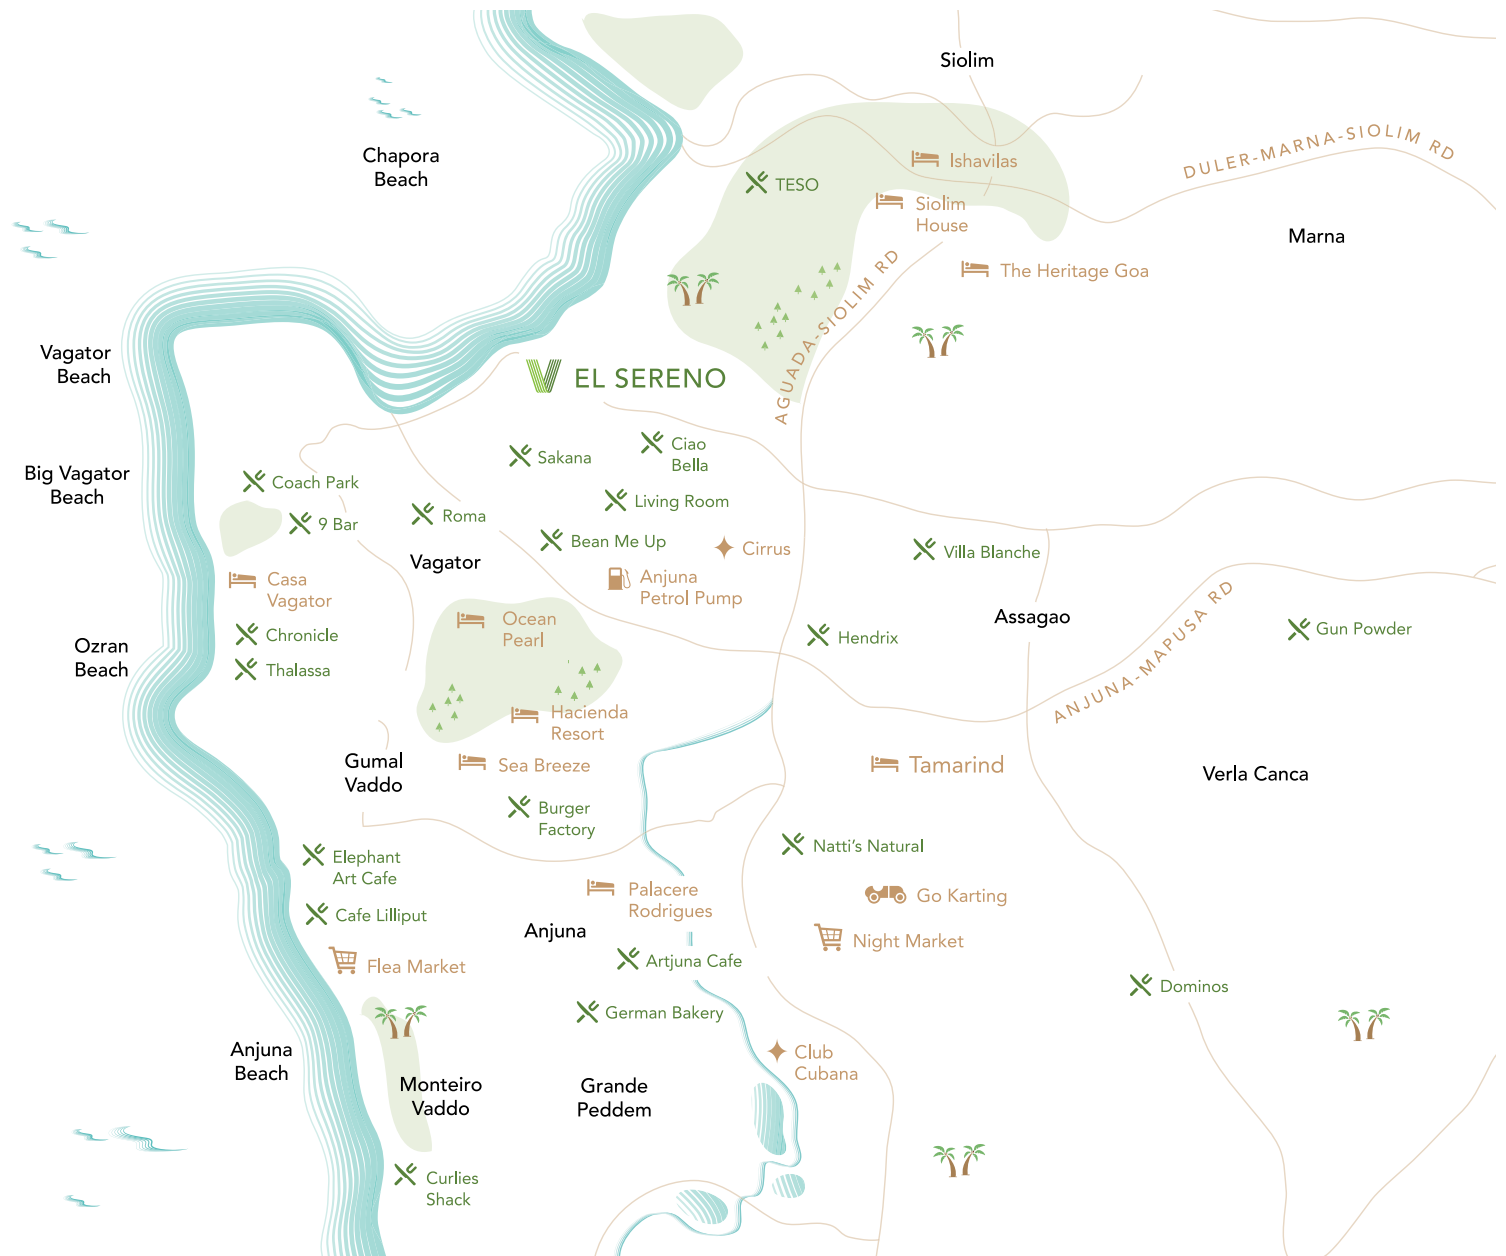 Siolim
Chapora
Beach
DULER-MARNA-SIOLIM RD
Ishavilas
TESO
Siolim
House
Marna
The Heritage Goa
AGUADA-SIOLIM RD
Vagator
Beach
EL SERENO
Ciao
Bella
Sakana
Big Vagator
Beach
Coach Park
Living Room
9 Bar
Roma
Bean Me Up
Cirrus
Villa Blanche
Vagator
Casa
Vagator
Anjuna
Petrol Pump
Ocean
Pearl
Assagao
ANJUNA-MAPUSA RD
Gun Powder
Chronicle
Hendrix
Ozran
Beach
Thalassa
Hacienda
Resort
Gumal
Vaddo
Sea Breeze
Tamarind
Verla Canca
Burger
Factory
Elephant
Art Cafe
Natti's Natural
Palacere
Rodrigues
Go Karting
Cafe Lilliput
Anjuna
Night Market
Flea Market
Artjuna Cafe
Dominos
German Bakery
Anjuna
Beach
Club
Cubana
Monteiro
Vaddo
Grande
Peddem
Curlies
Shack